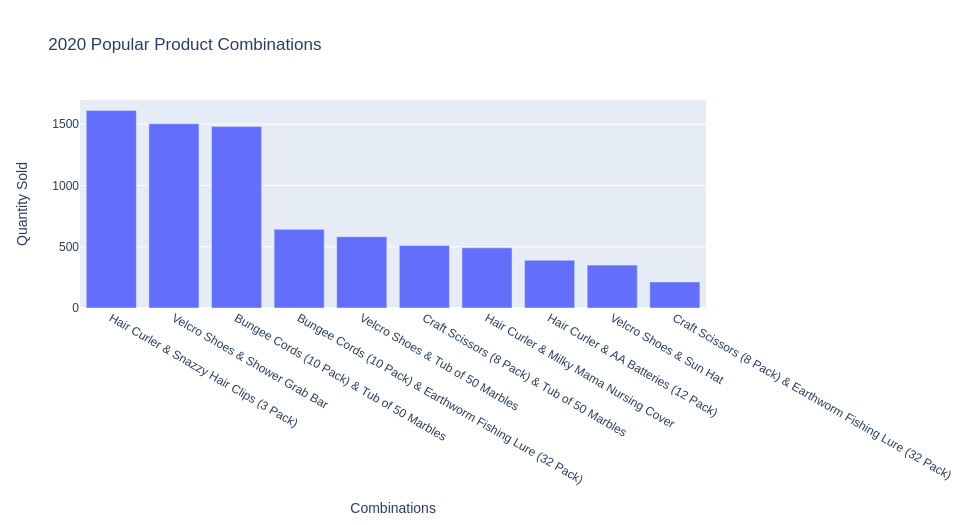 2020 Popular Product Combinations
Quantity Sold
1500
1000
500
0
Hair Curler & Snazzy Hair Clips (3 Pack)
Velcro Shoes & Shower Grab Bar
Bungee Cords (10 Pack) & Tub of 50 Marbles
Bungee Cords (10 Pack) & Earthworm Fishing Lure (32 Pack)
Velcro Shoes & Tub of 50 Marbles
Craft Scissors (8 Pack) & Tub of 50 Marbles
Hair Curler & Milky Mama Nursing Cover
Hair Curler & AA Batteries (12 Pack)
Velcro Shoes & Sun Hat
Craft Scissors (8 Pack) & Earthworm Fishing Lure (32 Pack)
Combinations